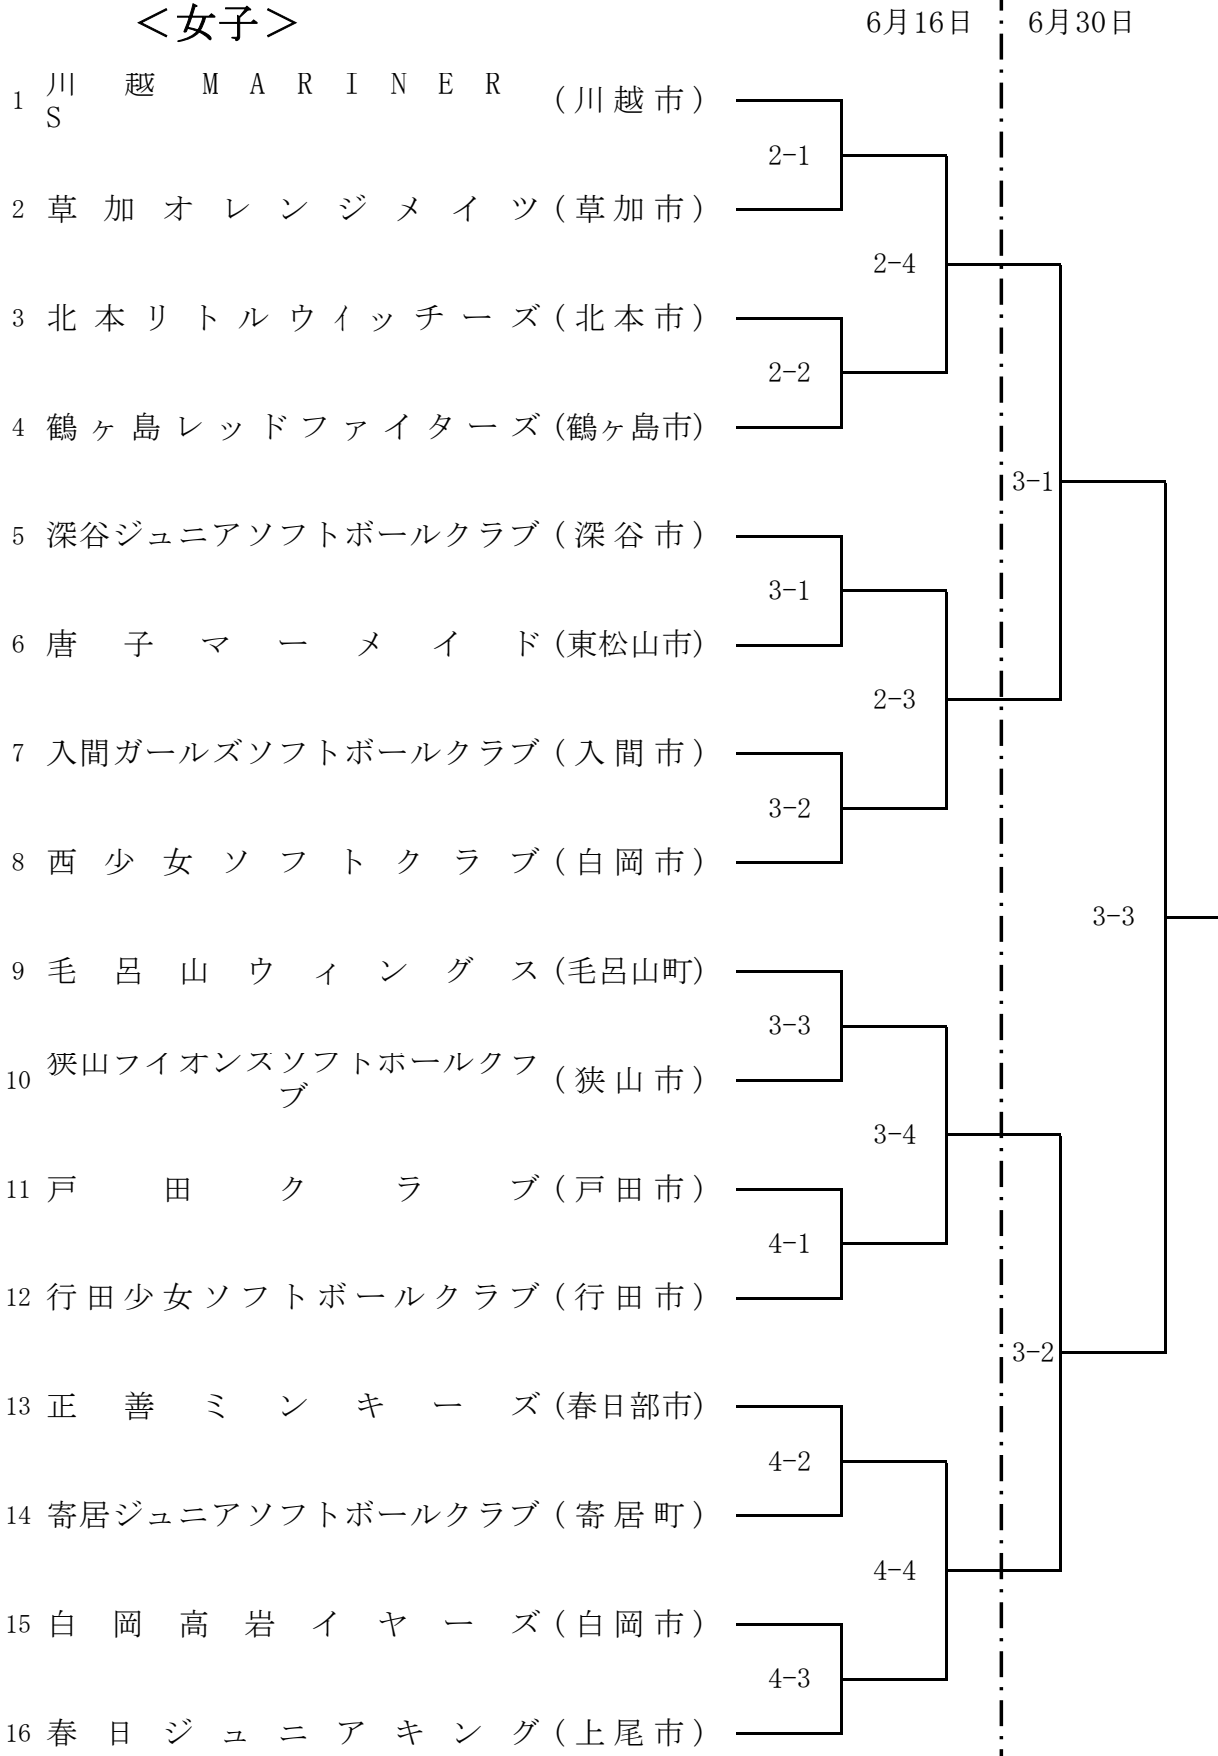 <女子>
6月16日 6月30日
1 川越MARINER
S (川越市)
2-1
2 草加オレンジメイツ (草加市)
2-4
3 北本リトルウィッチーズ (北本市)
2-2
4 鶴ヶ島レッドファイターズ (鶴ヶ島市)
3-1
5 深谷ジュニアソフトボールクラブ (深谷市)
3-1
6 唐子マーメイド (東松山市)
2-3
7 入間ガールズソフトボールクラブ (入間市)
3-2
8 西少女ソフトクラブ (白岡市)
3-3
9 毛呂山ウィングス (毛呂山町)
3-3
10 狭山ライオンズソフトボールクラ
ブ (狭山市)
3-4
11 戸田クラブ (戸田市)
4-1
12 行田少女ソフトボールクラブ (行田市)
3-2
13 正善ミンキーズ (春日部市)
4-2
14 寄居ジュニアソフトボールクラブ (寄居町)
4-4
15 白岡高岩イヤーズ (白岡市)
4-3
16 春日ジュニアキング (上尾市)